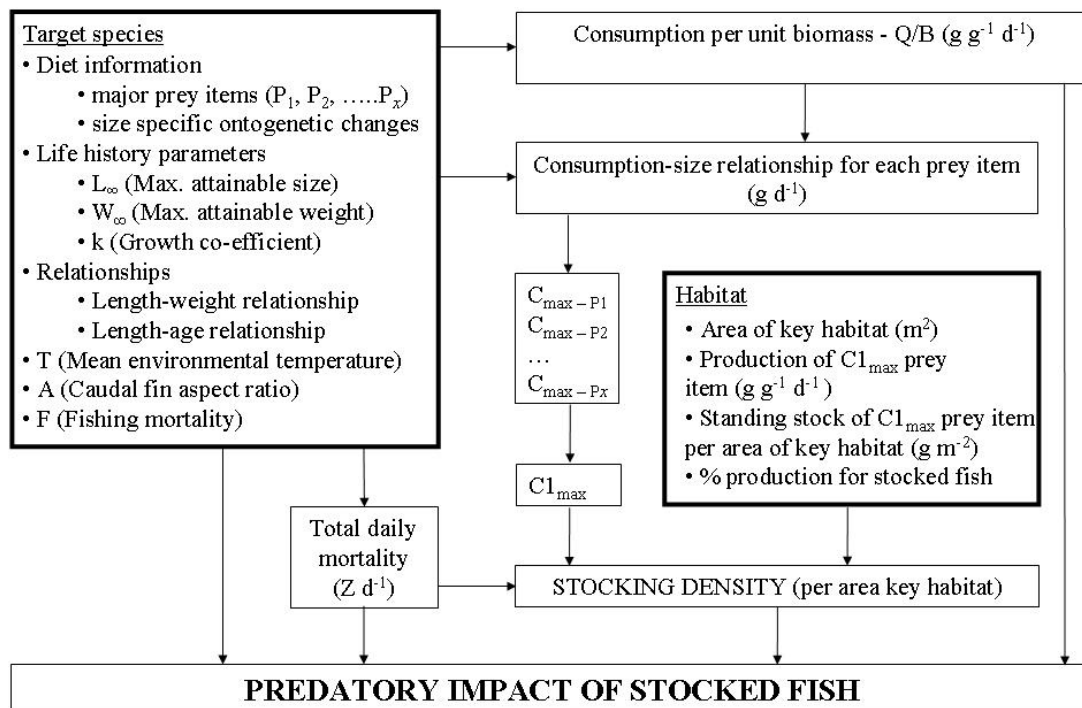 Target species
• Diet information
• major prey items (P₁, P₂, …..Pₓ)
• size specific ontogenetic changes
• Life history parameters
• L∞ (Max. attainable size)
• W∞ (Max. attainable weight)
• k (Growth co-efficient)
• Relationships
• Length-weight relationship
• Length-age relationship
• T (Mean environmental temperature)
• A (Caudal fin aspect ratio)
• F (Fishing mortality)
Consumption per unit biomass - Q/B (g g⁻¹ d⁻¹)
Consumption-size relationship for each prey item
(g d⁻¹)
C max – P1
C max – P2
…
C max – Px
C1 max
Habitat
• Area of key habitat (m²)
• Production of C1max prey
item (g g⁻¹ d⁻¹ )
• Standing stock of C1max prey item
per area of key habitat (g m⁻²)
• % production for stocked fish
Total daily
mortality
(Z d⁻¹)
STOCKING DENSITY (per area key habitat)
PREDATORY IMPACT OF STOCKED FISH